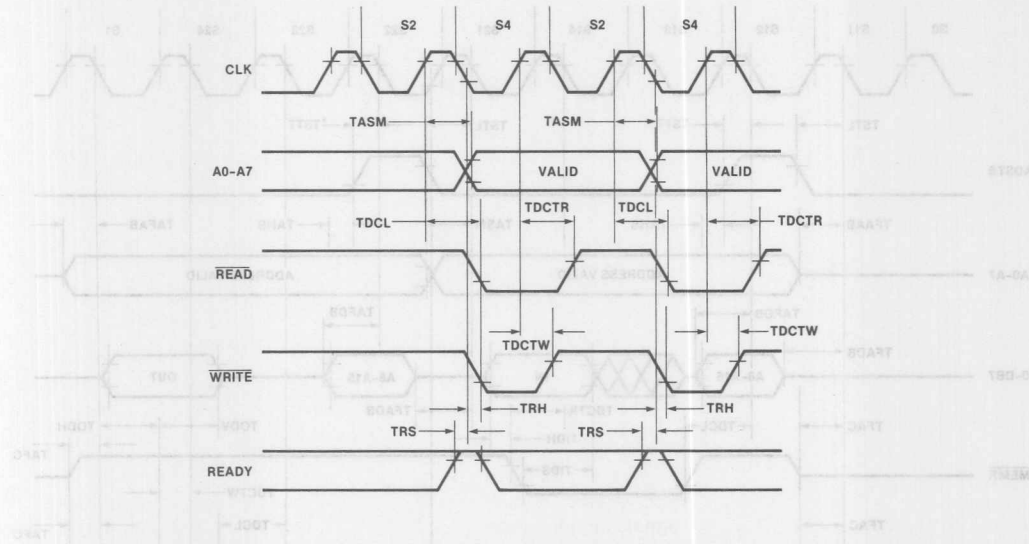 S2 S4 S2 S4
CLK
TASM TASM
A0–A7 VALID VALID
TDCL TDCTR TDCL TDCTR
READ
TDCTW TDCTW
WRITE
TRH TRH
TRS TRS
READY